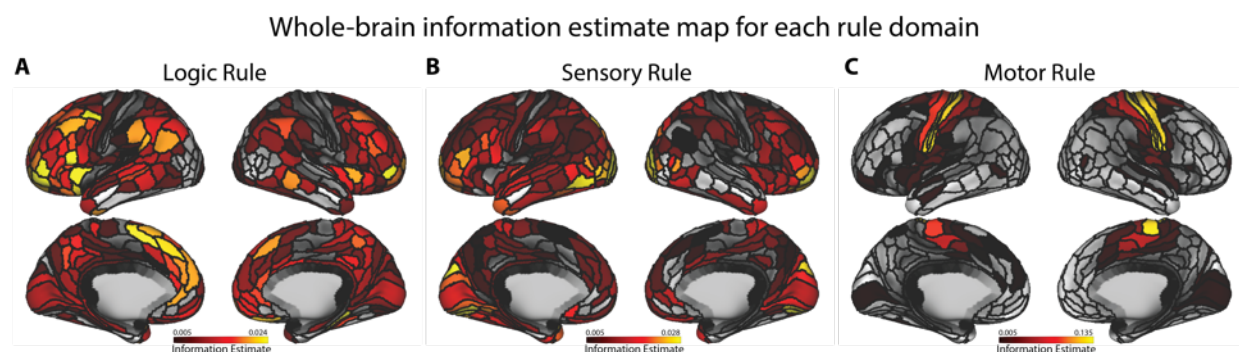 Whole-brain information estimate map for each rule domain
A Logic Rule
B Sensory Rule
C Motor Rule
0.005 0.024
Information Estimate
0.005 0.028
Information Estimate
0.005 0.135
Information Estimate